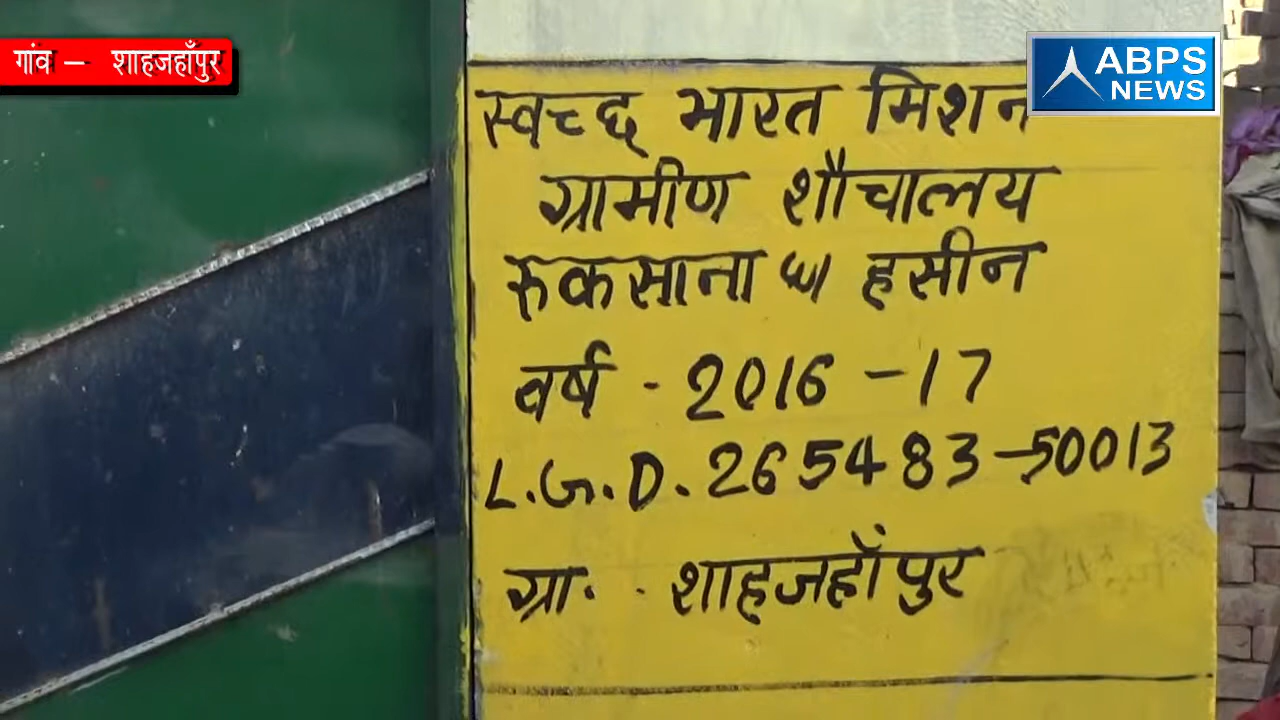 गांव – शाहजहाँपुर
ABPS
NEWS
स्वच्छ भारत मिशन
ग्रामीण शौचालय
रुकसाना W/ हसीन
वर्ष - 2016 - 17
L.G.D. 265483-50013
ग्रा. . शाहजहाँपुर